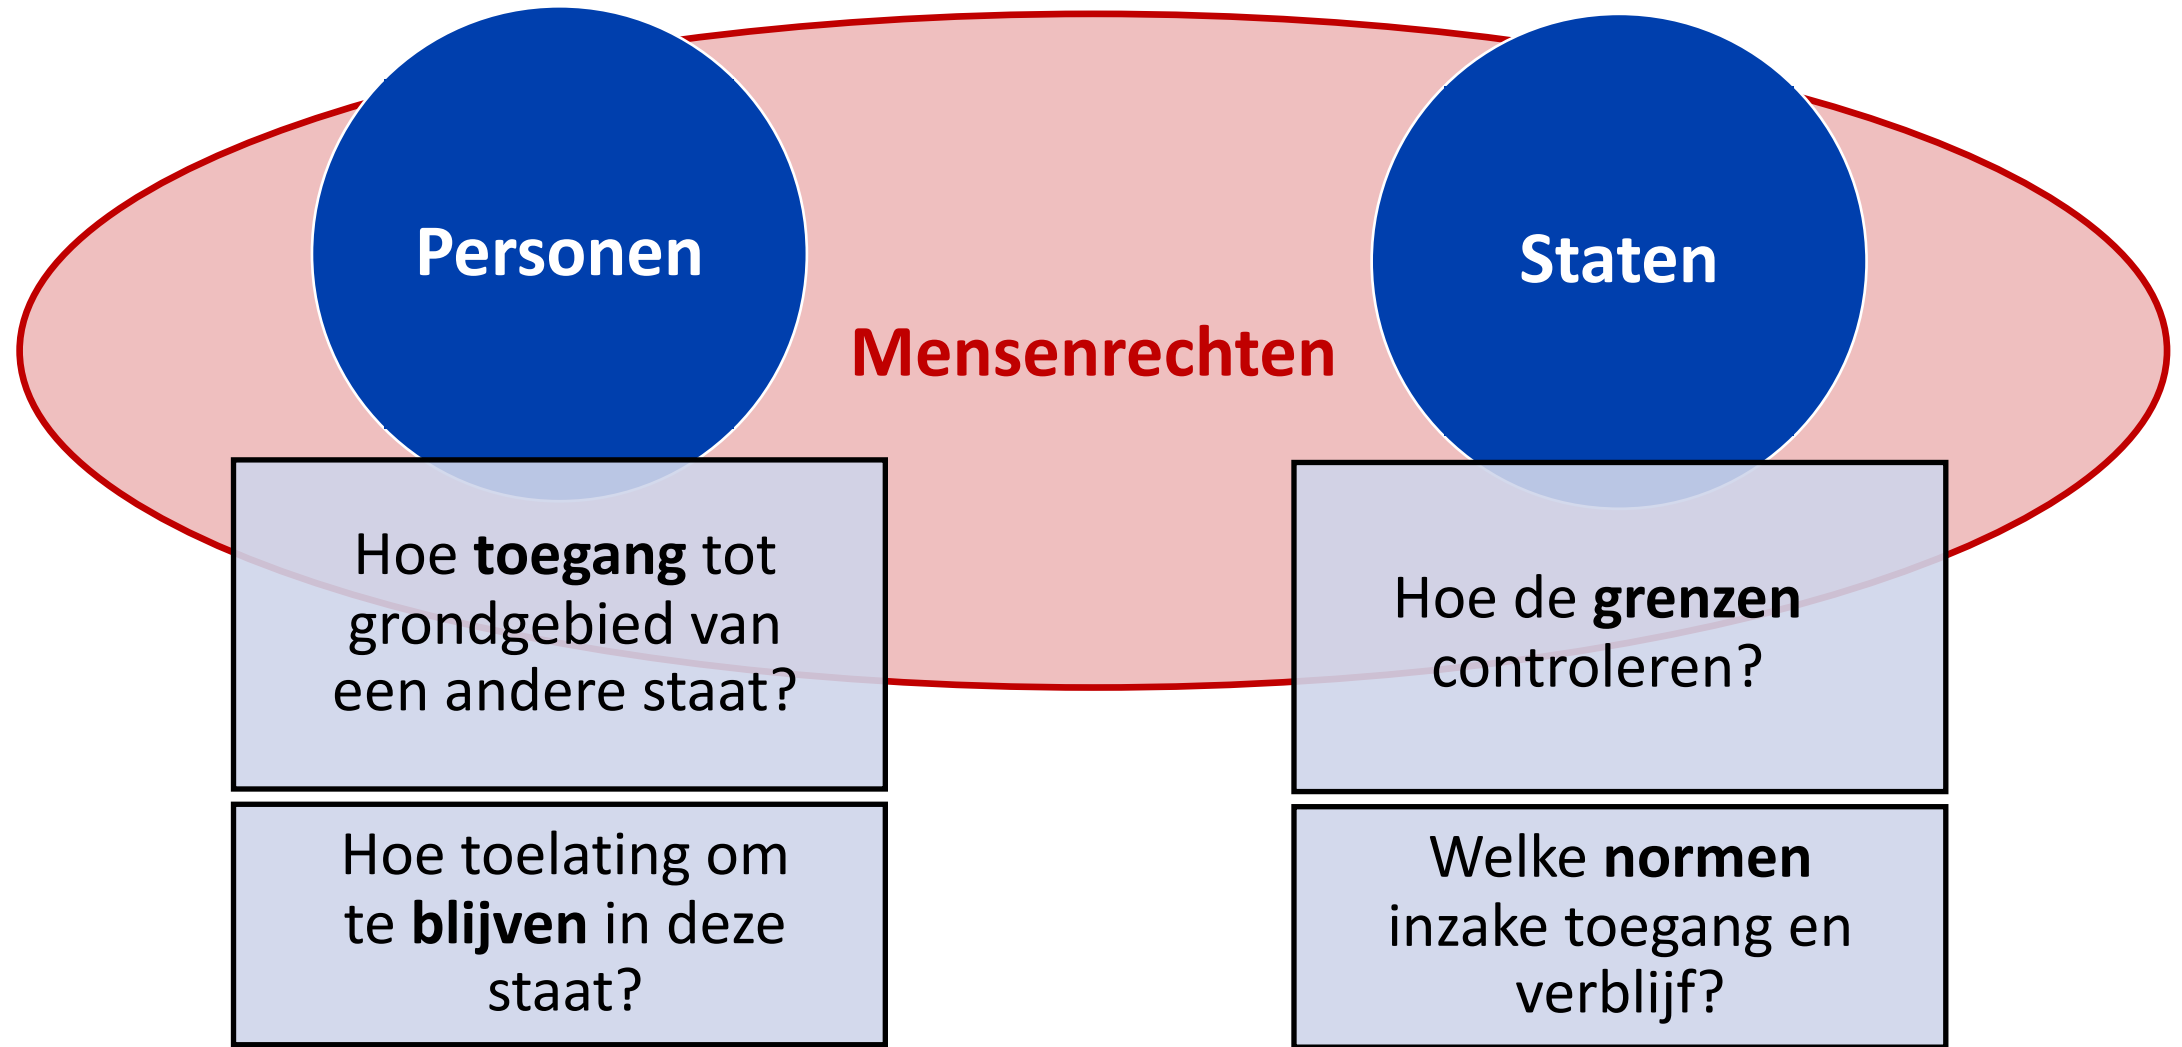 Personen
Staten
Mensenrechten
Hoe toegang tot
grondgebied van
een andere staat?
Hoe toelating om
te blijven in deze
staat?
Hoe de grenzen
controleren?
Welke normen
inzake toegang en
verblijf?